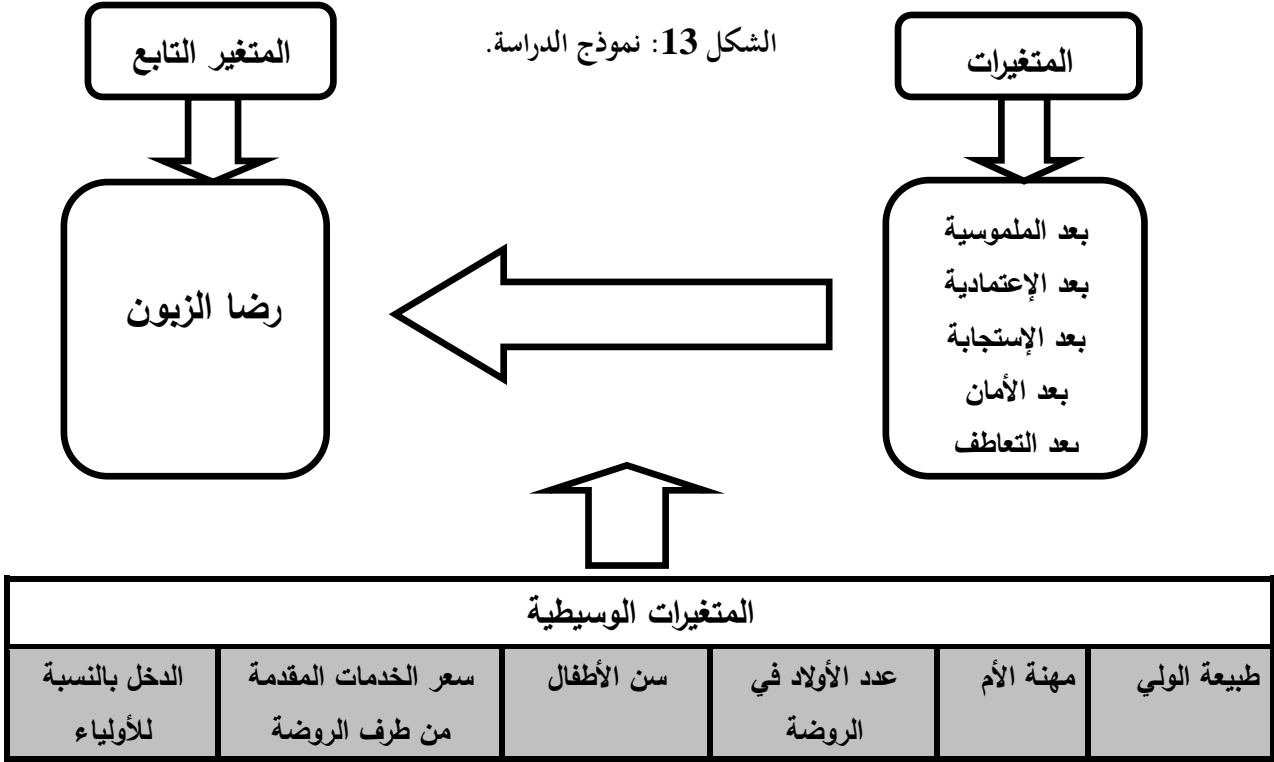 الشكل 13: نموذج الدراسة.
المتغيرات
المتغير التابع
بعد الملموسية
بعد الإعتمادية
بعد الإستجابة
بعد الأمان
بعد التعاطف
رضا الزبون
المتغيرات الوسيطية
طبيعة الولي
مهنة الأم
عدد الأولاد في
الروضة
سن الأطفال
سعر الخدمات المقدمة
من طرف الروضة
الدخل بالنسبة
للأولياء